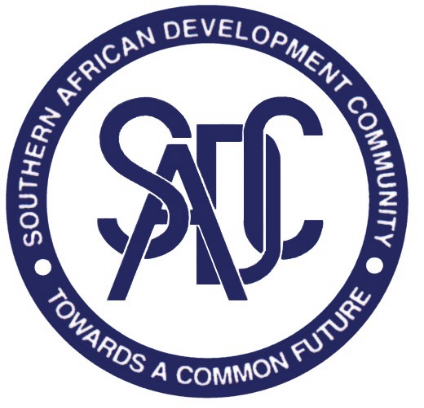 SOUTHERN AFRICAN DEVELOPMENT COMMUNITY
SADC
TOWARDS A COMMON FUTURE